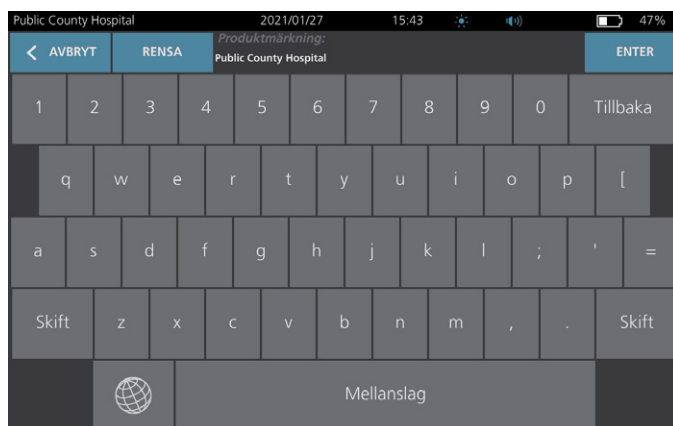 Public County Hospital 2021/01/27 15:43 47%
AVBRYT RENSA Produktmärkning: ENTER
Public County Hospital
1 2 3 4 5 6 7 8 9 0 Tillbaka
q w e r t y u i o p [
a s d f g h j k l ; ' =
Skift z x c v b n m , . Skift
Mellanslag